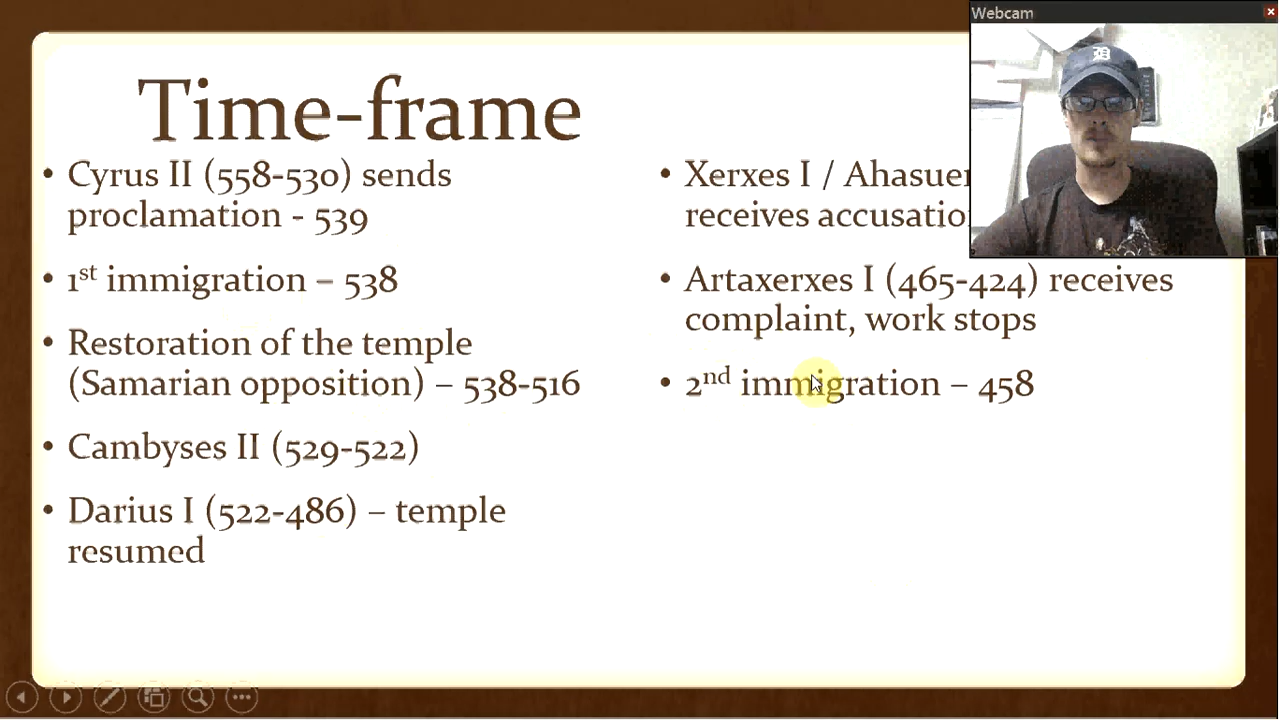 Webcam
Time-frame
• Cyrus II (558-530) sends
proclamation - 539
• 1st immigration – 538
• Restoration of the temple
(Samarian opposition) – 538-516
• Cambyses II (529-522)
• Darius I (522-486) – temple
resumed
• Xerxes I /
receives
• Artaxerxes I (465-424) receives
complaint, work stops
• 2nd immigration – 458